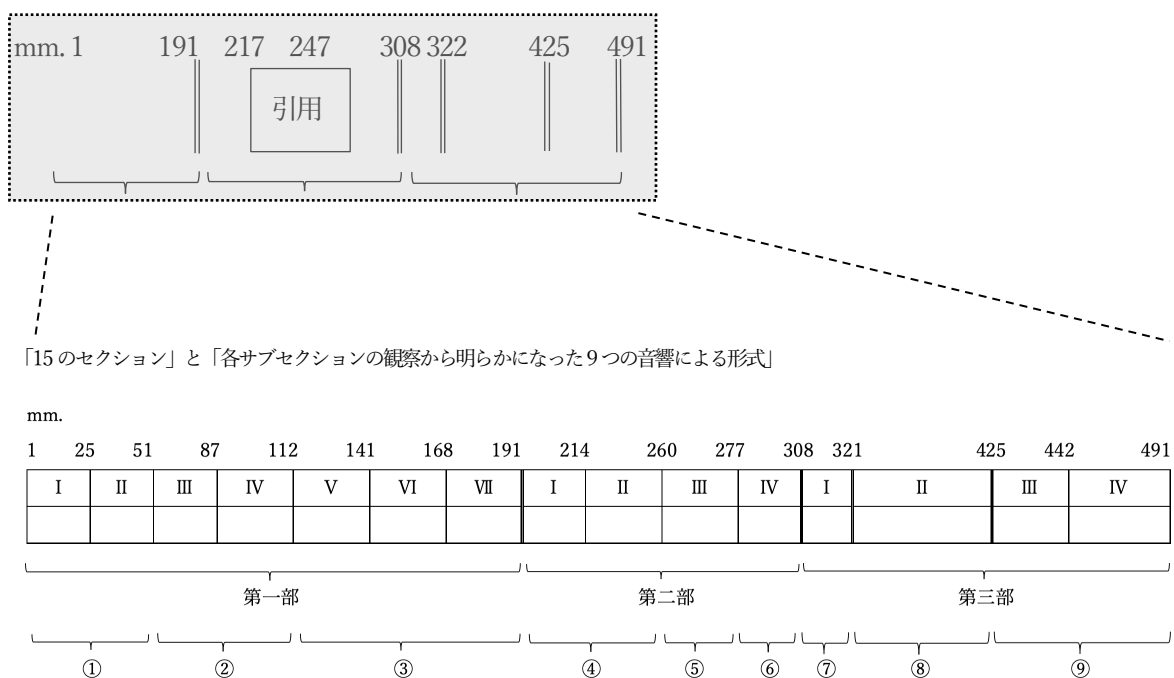 mm. 1 191 217 247 308 322 425 491
引用
「15 のセクション」と「各サブセクションの観察から明らかになった 9 つの音響による形式」
mm.
1 25 51 87 112 141 168 191 214 260 277 308 321 425 442 491
I II III IV V VI VII I II III IV I II III IV
第一部 第二部 第三部
① ② ③ ④ ⑤ ⑥ ⑦ ⑧ ⑨